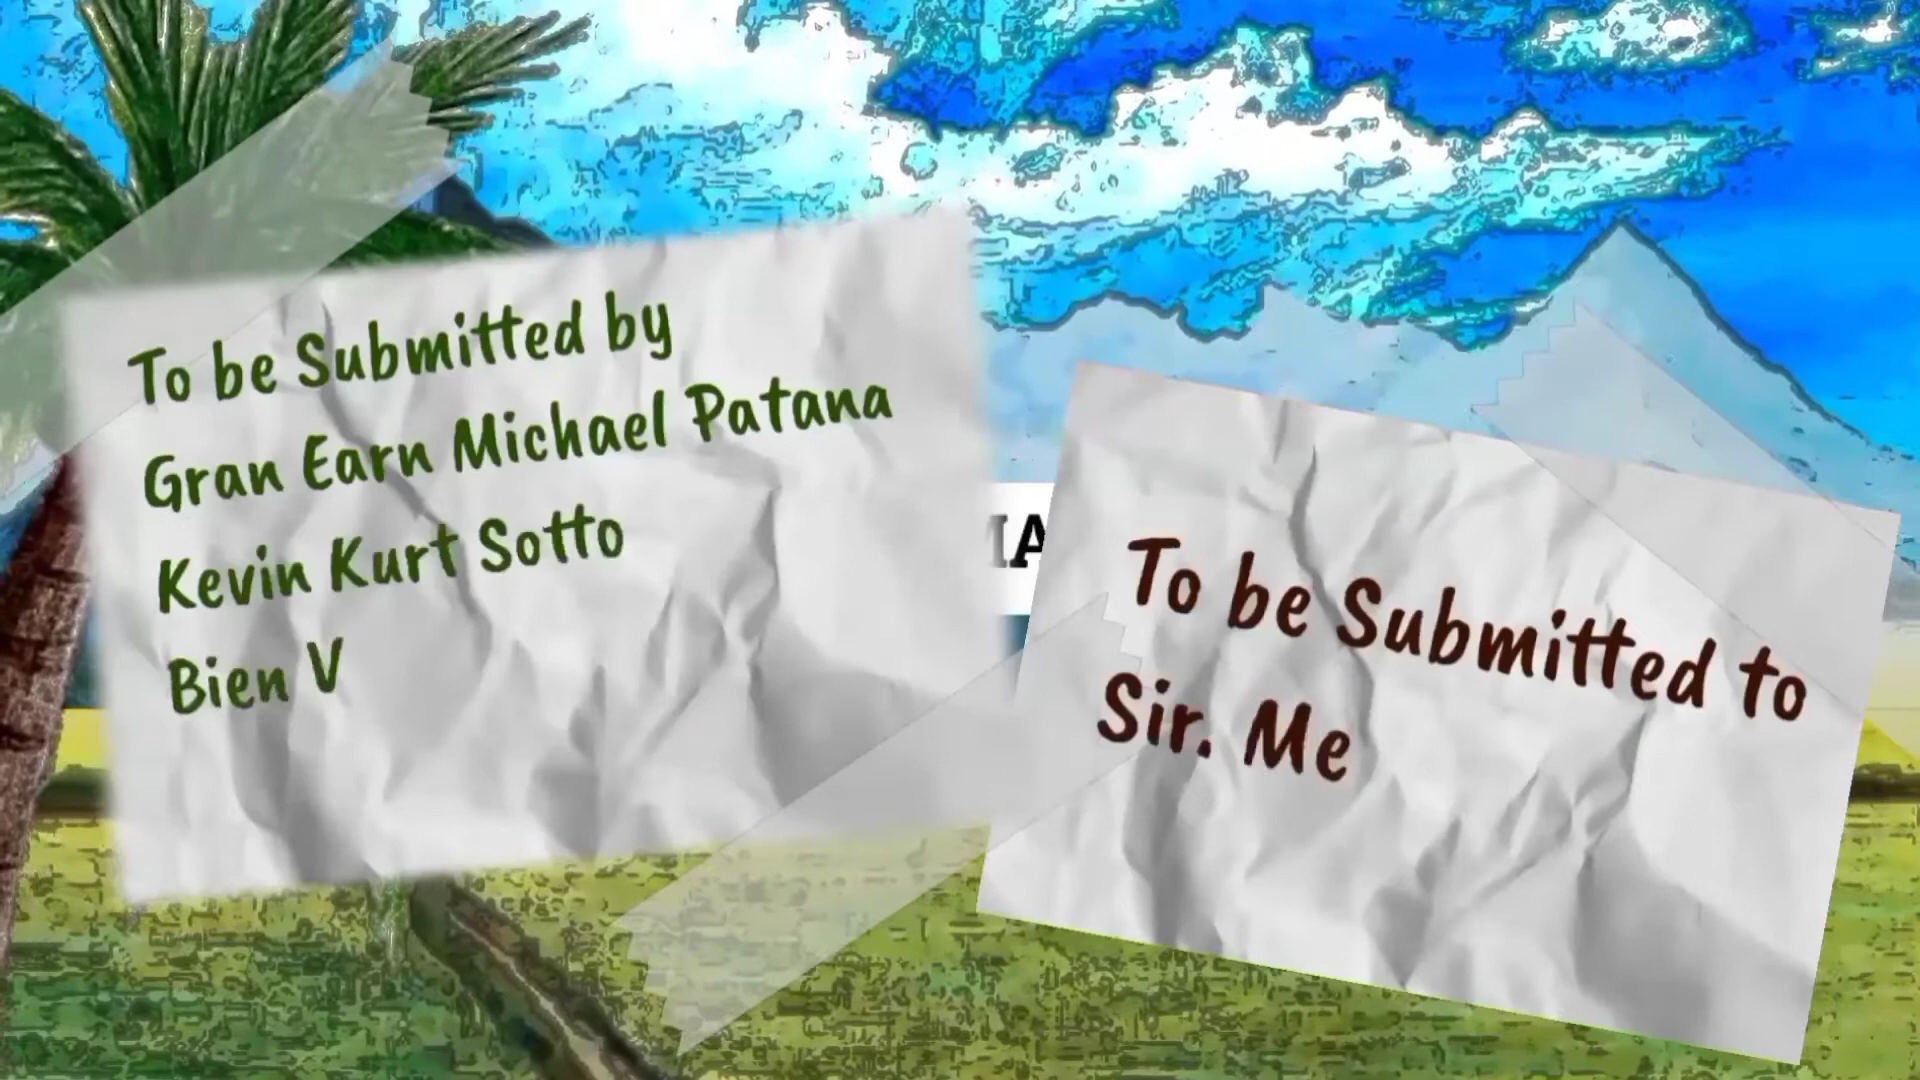 To be Submitted by
Gran Earn Michael Patana
Kevin Kurt Sotto
Bien V
To be Submitted to
Sir. Me